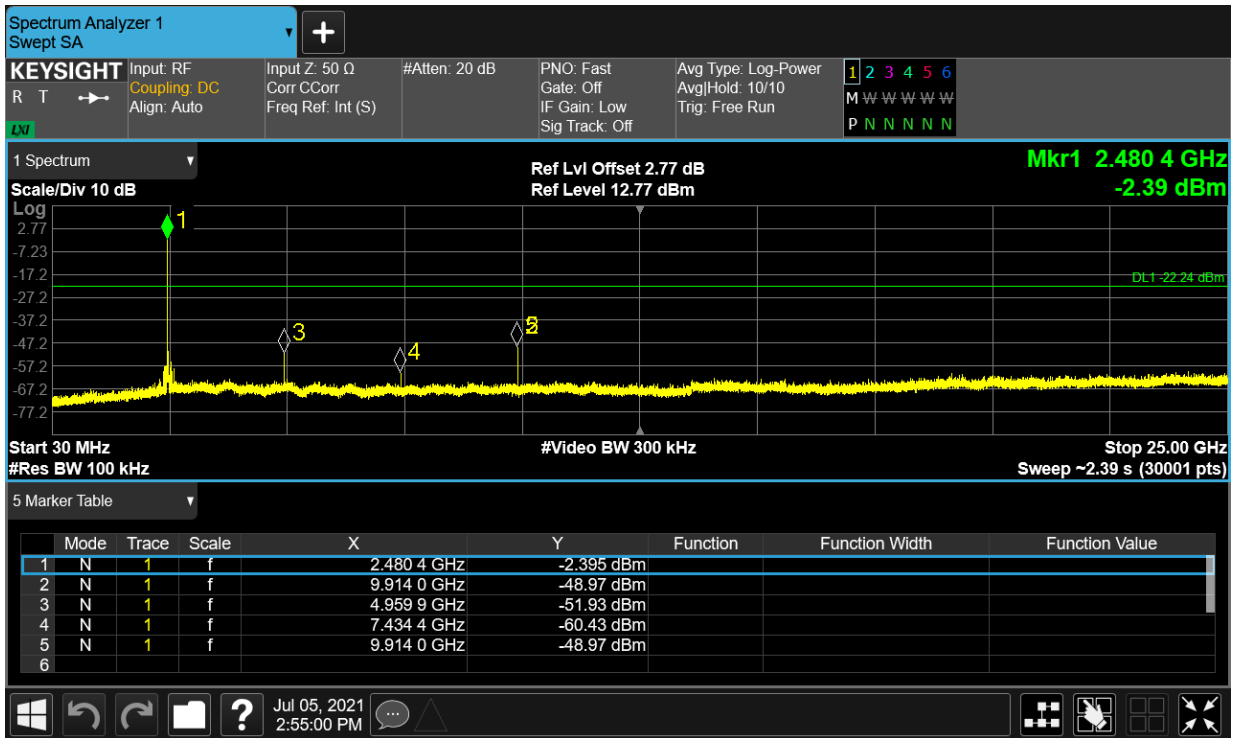 Spectrum Analyzer 1
Swept SA
KEYSIGHT
R T
LXI
Input: RF
Coupling: DC
Align: Auto
Input Z: 50 Ω
Corr CCorr
Freq Ref: Int (S)
#Atten: 20 dB
PNO: Fast
Gate: Off
IF Gain: Low
Sig Track: Off
Avg Type: Log-Power
Avg|Hold: 10/10
Trig: Free Run
1 2 3 4 5 6
M W W W W W
P N N N N N
1 Spectrum
Scale/Div 10 dB
Ref Lvl Offset 2.77 dB
Ref Level 12.77 dBm
Mkr1 2.480 4 GHz
-2.39 dBm
Log
2.77
-7.23
-17.2
-27.2
-37.2
-47.2
-57.2
-67.2
-77.2
1
3
4
DL1 -22.24 dBm
Start 30 MHz
#Res BW 100 kHz
#Video BW 300 kHz
Stop 25.00 GHz
Sweep ~2.39 s (30001 pts)
5 Marker Table
Mode Trace Scale X Y Function Function Width Function Value
1 N 1 f 2.480 4 GHz -2.395 dBm
2 N 1 f 9.914 0 GHz -48.97 dBm
3 N 1 f 4.959 9 GHz -51.93 dBm
4 N 1 f 7.434 4 GHz -60.43 dBm
5 N 1 f 9.914 0 GHz -48.97 dBm
6
?
Jul 05, 2021
2:55:00 PM